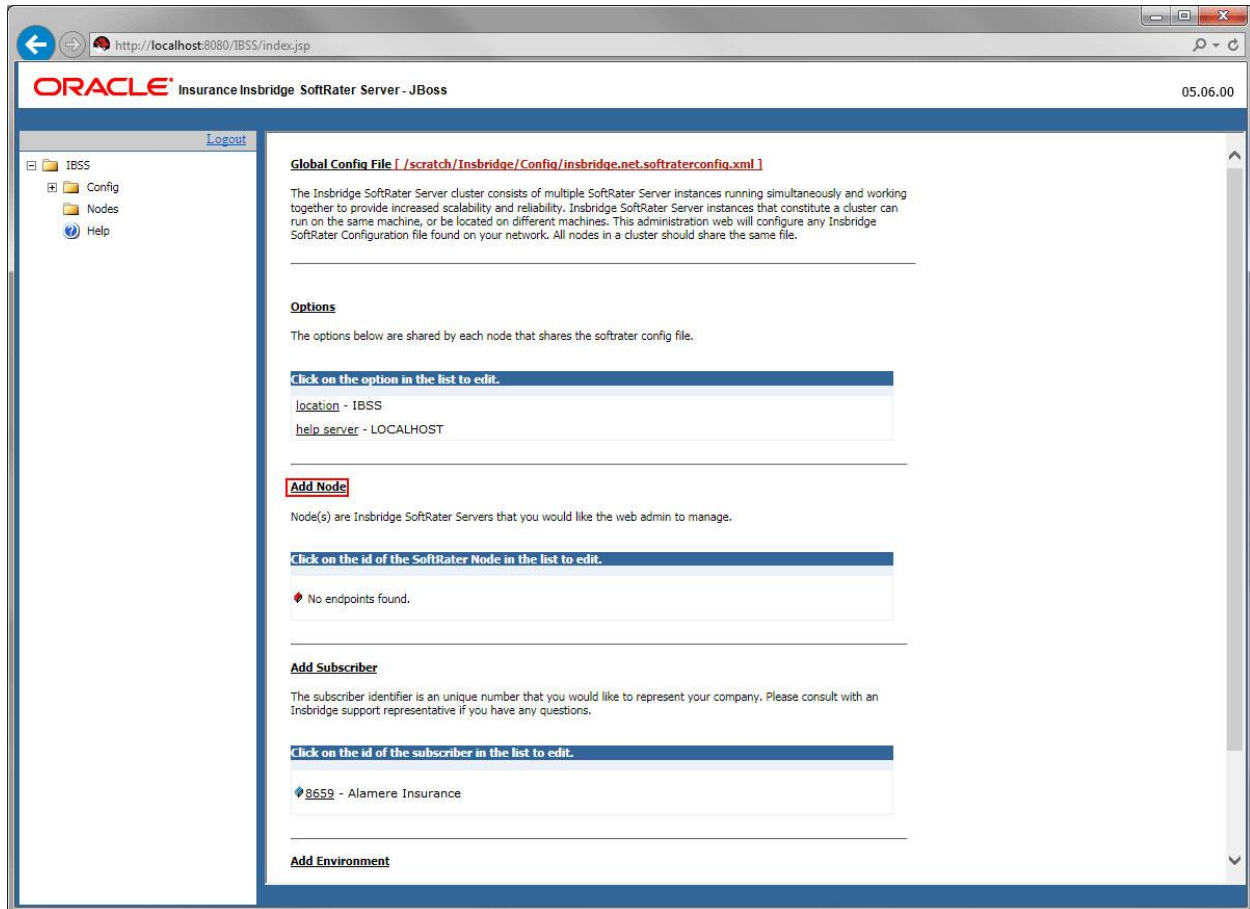 http://localhost:8080/IBSS/index.jsp
ORACLE Insurance Insbridge SoftRater Server - JBoss
05.06.00
Logout
IBSS
Config
Nodes
Help
Global Config File [ /scratch/Insbridge/Config/insbridge.net.softraterconfig.xml ]
The Insbridge SoftRater Server cluster consists of multiple SoftRater Server instances running simultaneously and working
together to provide increased scalability and reliability. Insbridge SoftRater Server instances that constitute a cluster can
run on the same machine, or be located on different machines. This administration web will configure any Insbridge
SoftRater Configuration file found on your network. All nodes in a cluster should share the same file.
Options
The options below are shared by each node that shares the softrater config file.
Click on the option in the list to edit.
location - IBSS
help server - LOCALHOST
Add Node
Node(s) are Insbridge SoftRater Servers that you would like the web admin to manage.
Click on the id of the SoftRater Node in the list to edit.
No endpoints found.
Add Subscriber
The subscriber identifier is an unique number that you would like to represent your company. Please consult with an
Insbridge support representative if you have any questions.
Click on the id of the subscriber in the list to edit.
8659 - Alamere Insurance
Add Environment